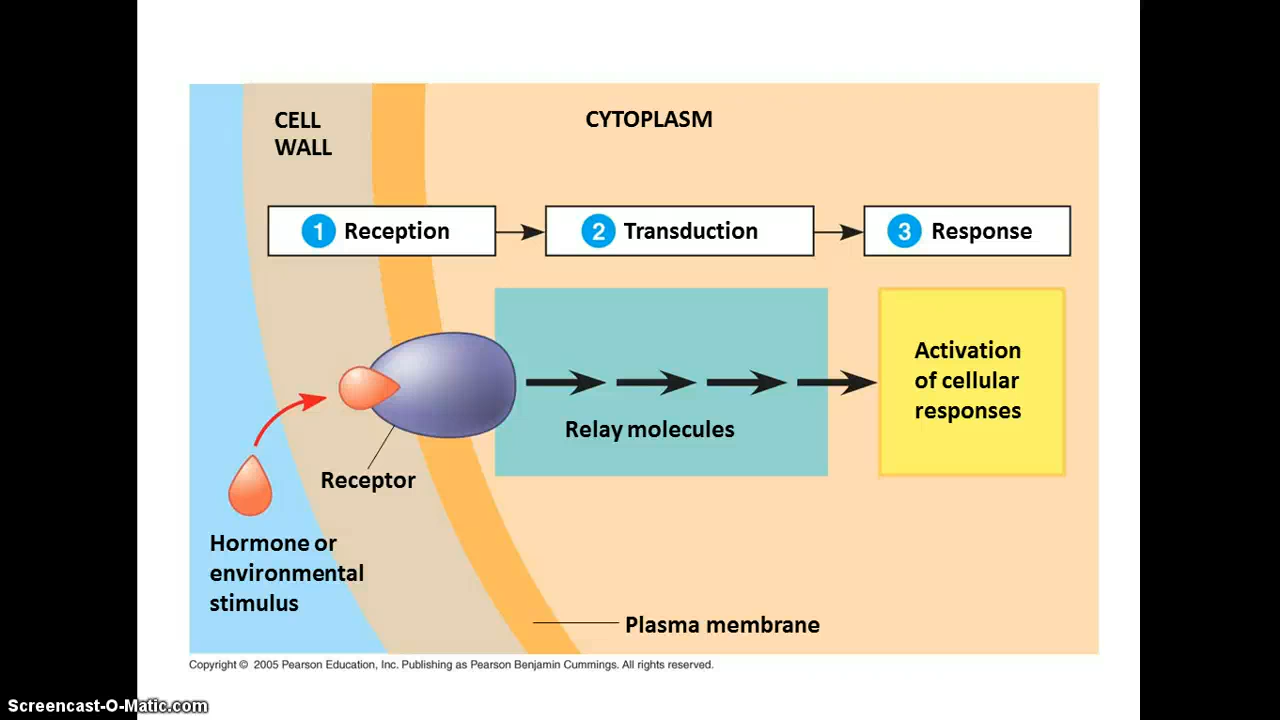 CELL
WALL
CYTOPLASM
1 Reception
2 Transduction
3 Response
Activation
of cellular
responses
Relay molecules
Receptor
Hormone or
environmental
stimulus
Plasma membrane
Copyright © 2005 Pearson Education, Inc. Publishing as Pearson Benjamin Cummings. All rights reserved.
Screencast-O-Matic.com